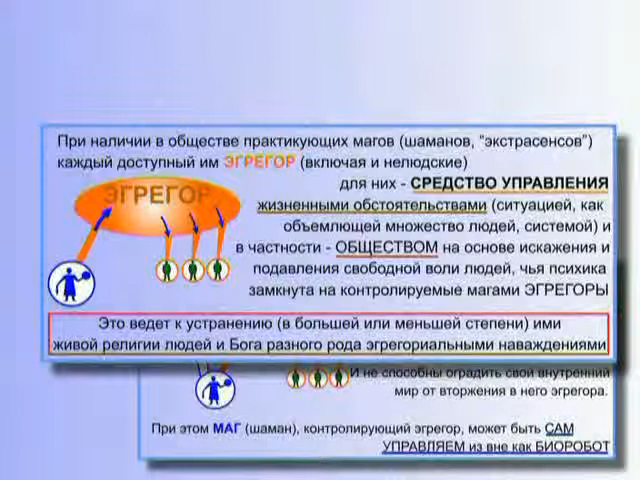 При наличии в обществе практикующих магов (шаманов, "экстрасенсов")
каждый доступный им ЭГРЕГОР (включая и нелюдские)
ЭГРЕГОР
для них - СРЕДСТВО УПРАВЛЕНИЯ
жизненными обстоятельствами (ситуацией, как
объемлющей множество людей, системой) и
в частности - ОБЩЕСТВОМ на основе искажения и
подавления свободной воли людей, чья психика
замкнута на контролируемые магами ЭГРЕГОРЫ
Это ведет к устранению (в большей или меньшей степени) ими
живой религии людей и Бога разного рода эгрегориальными наваждениями
И не способны оградить свой внутренний
мир от вторжения в него эгрегора.
При этом МАГ (шаман), контролирующий эгрегор, может быть САМ
УПРАВЛЯЕМ из вне как БИОРОБОТ